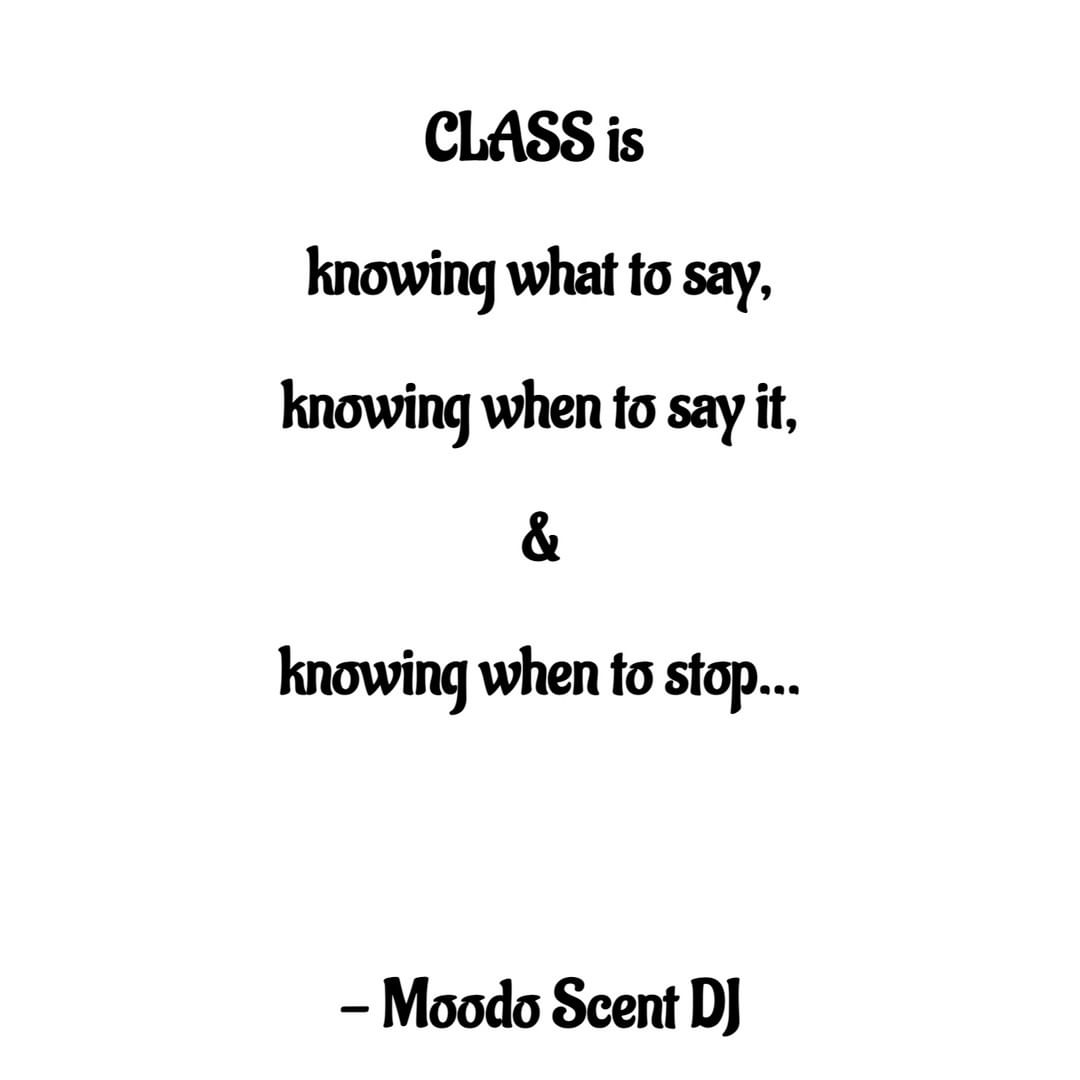 CLASS is
knowing what to say,
knowing when to say it,
&
knowing when to stop...
– Moodo Scent DJ